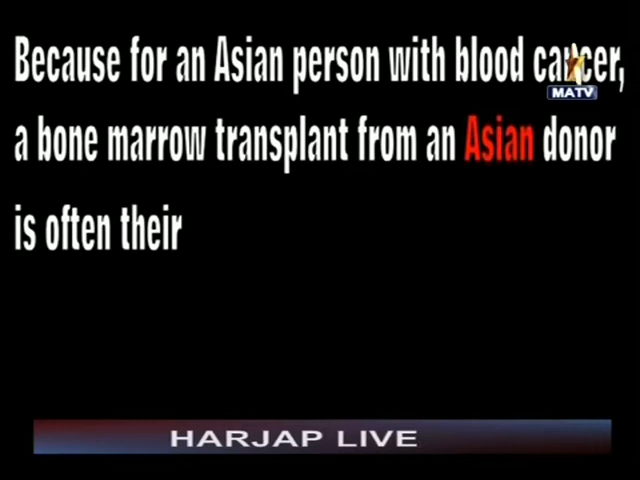 Because for an Asian person with blood cancer,
MATV
a bone marrow transplant from an Asian donor
is often their
HARJAP LIVE